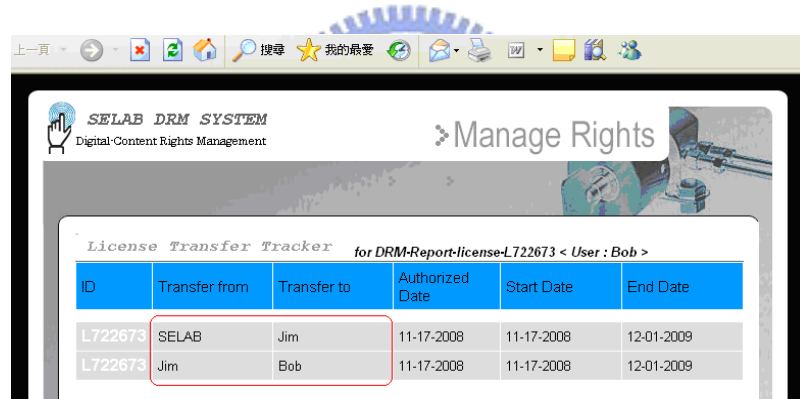 上一頁 搜尋 我的最愛
SELAB DRM SYSTEM
Digital-Content Rights Management
Manage Rights
License Transfer Tracker for DRM-Report-license-L722673 < User : Bob >
ID Transfer from Transfer to Authorized Date Start Date End Date
L722673 SELAB Jim 11-17-2008 11-17-2008 12-01-2009
L722673 Jim Bob 11-17-2008 11-17-2008 12-01-2009